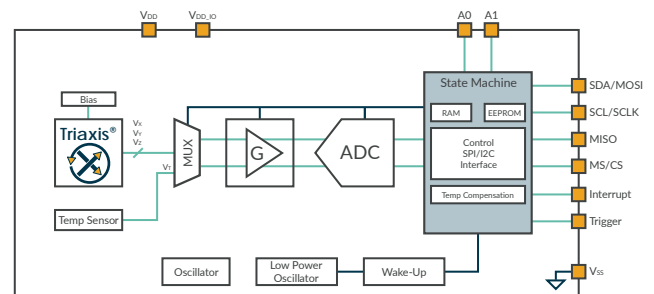 VDD VDD_IO A0 A1
State Machine
SDA/MOSI
Bias
RAM EEPROM
SCL/SCLK
Triaxis®
VX
VY
VZ
MUX
G
ADC
Control
SPI/I2C
Interface
MISO
VT
MS/CS
Temp Compensation
Interrupt
Temp Sensor
Trigger
Oscillator
Low Power
Oscillator
Wake-Up
VSS